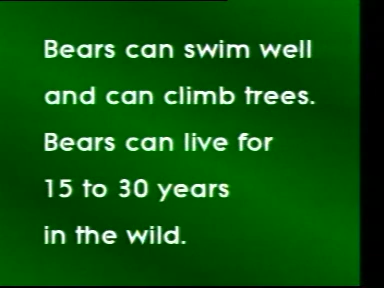 Bears can swim well
and can climb trees.
Bears can live for
15 to 30 years
in the wild.